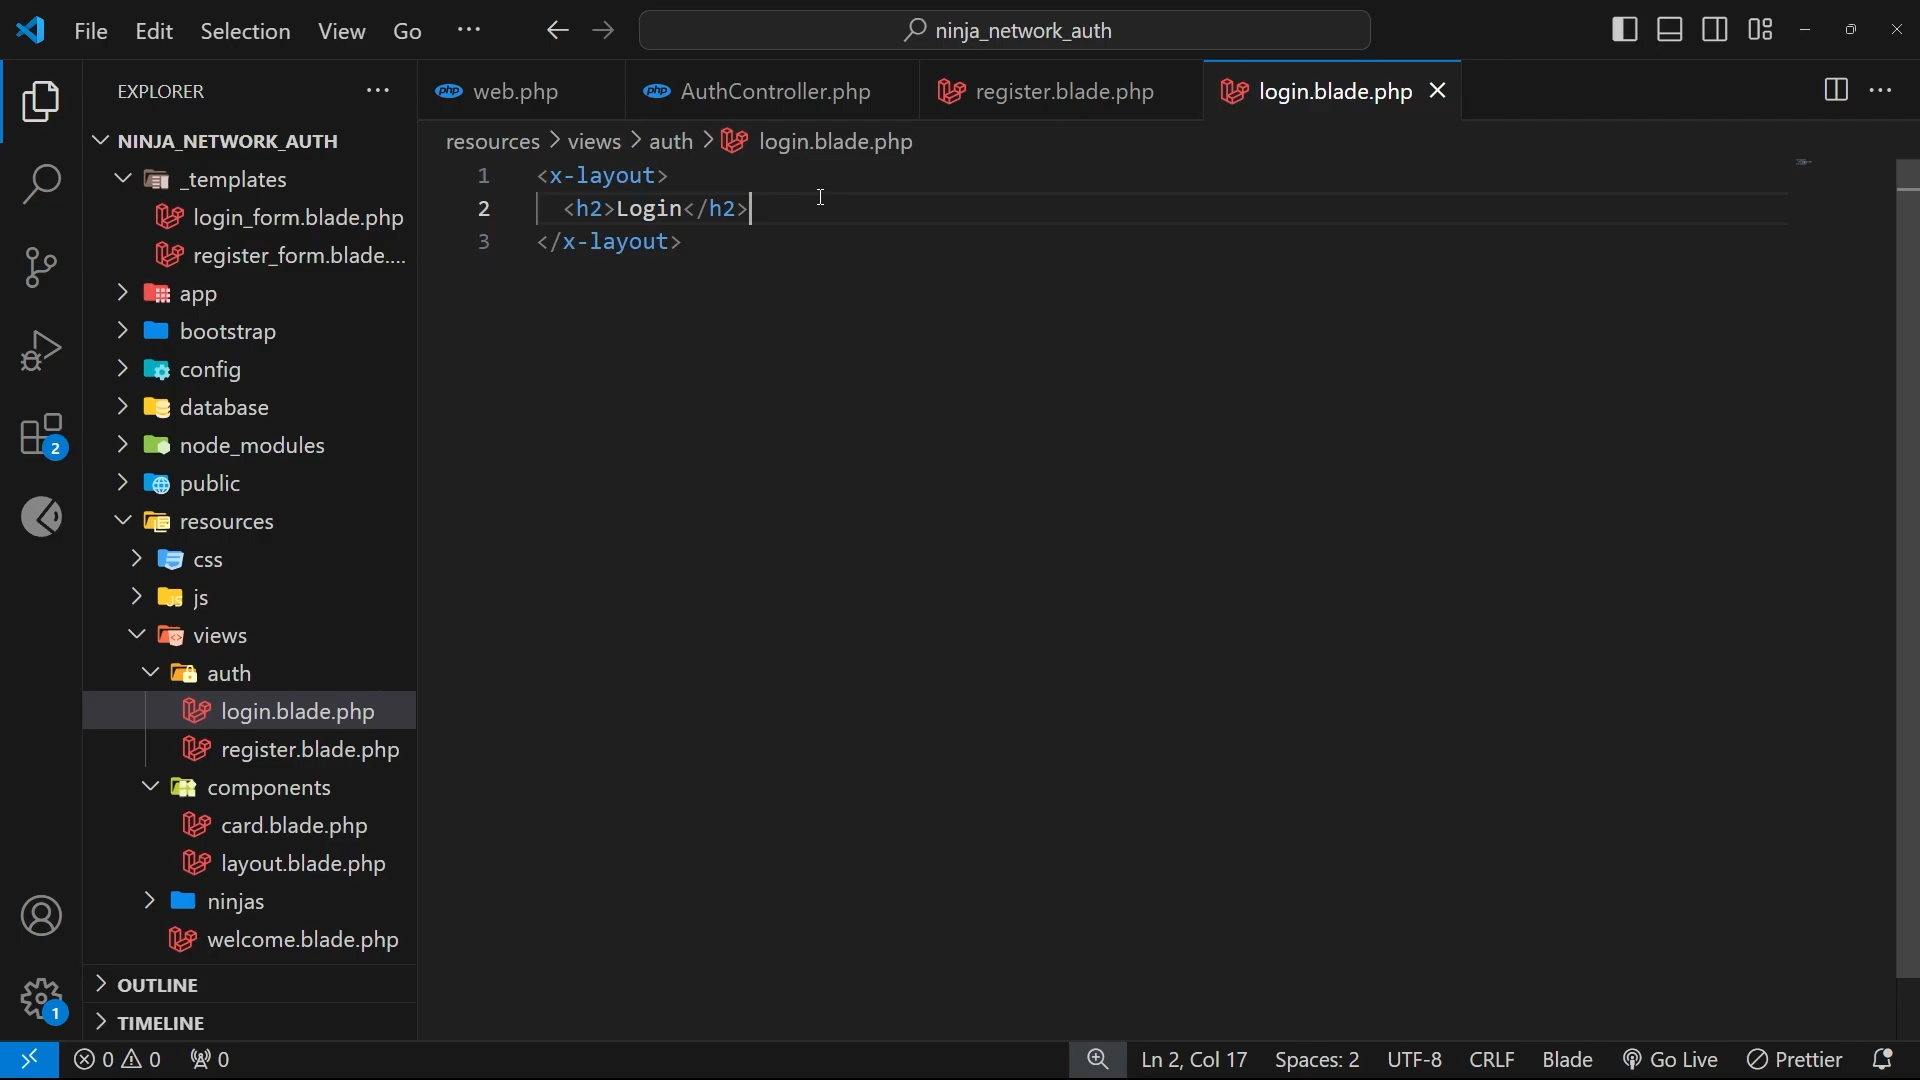 File Edit Selection View Go ··· ninja_network_auth
EXPLORER ···
NINJA_NETWORK_AUTH
_templates
login_form.blade.php
register_form.blade....
app
bootstrap
config
database
node_modules
public
resources
css
js
views
auth
login.blade.php
register.blade.php
components
card.blade.php
layout.blade.php
ninjas
welcome.blade.php
OUTLINE
TIMELINE
2
1
php web.php php AuthController.php register.blade.php login.blade.php
resources > views > auth > login.blade.php
1 <x-layout>
2 <h2>Login</h2>
3 </x-layout>
0 0 0 Ln 2, Col 17 Spaces: 2 UTF-8 CRLF Blade Go Live Prettier